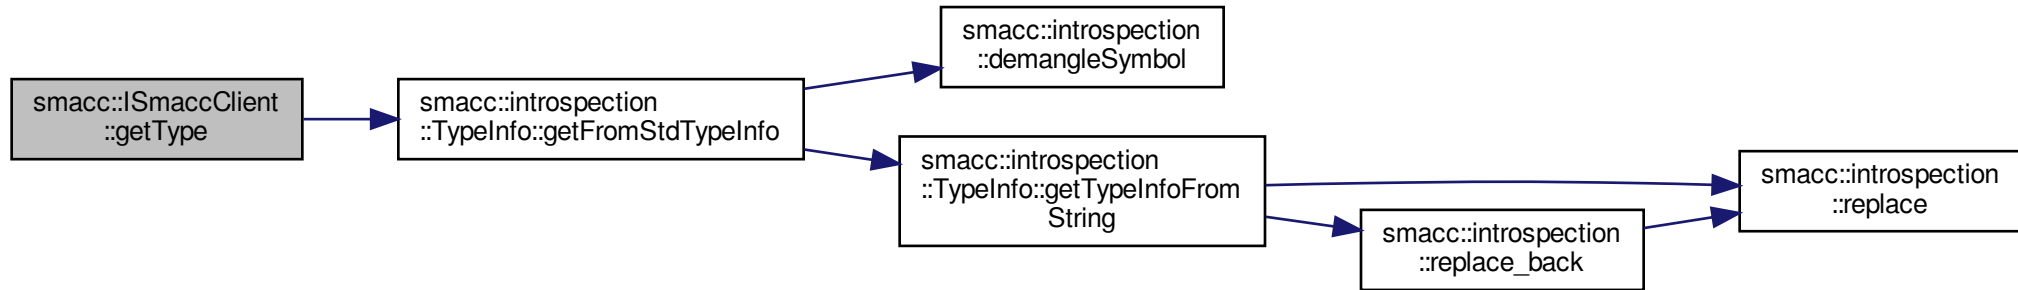 smacc::ISmaccClient
::getType
smacc::introspection
::TypeInfo::getFromStdTypeInfo
smacc::introspection
::demangleSymbol
smacc::introspection
::TypeInfo::getTypeInfoFrom
String
smacc::introspection
::replace_back
smacc::introspection
::replace